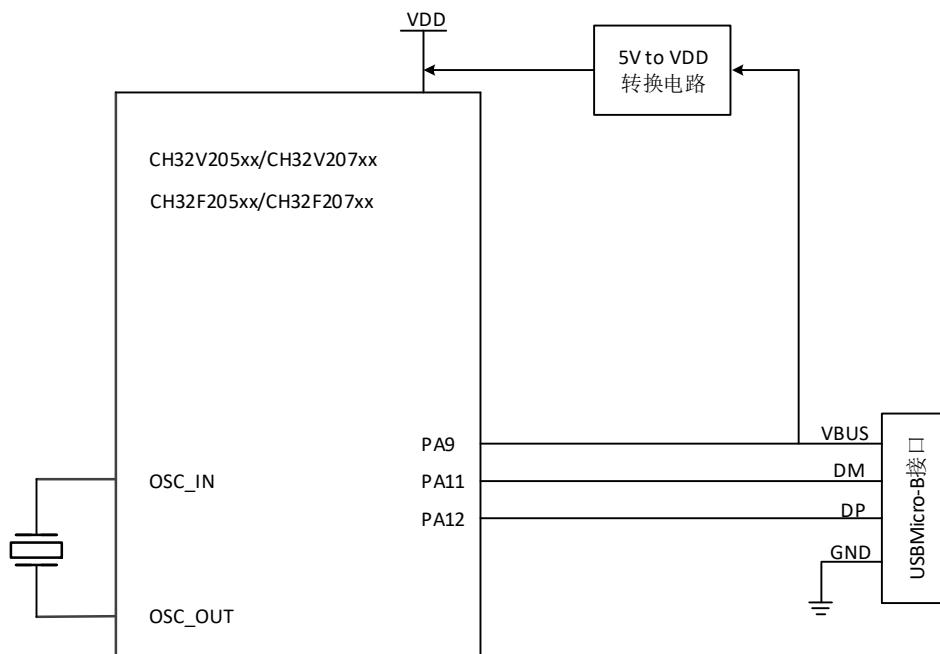 VDD
5V to VDD
转换电路
CH32V205xx/CH32V207xx
CH32F205xx/CH32F207xx
PA9
VBUS
OSC_IN
PA11
DM
PA12
DP
GND
USBMicro-B接口
OSC_OUT